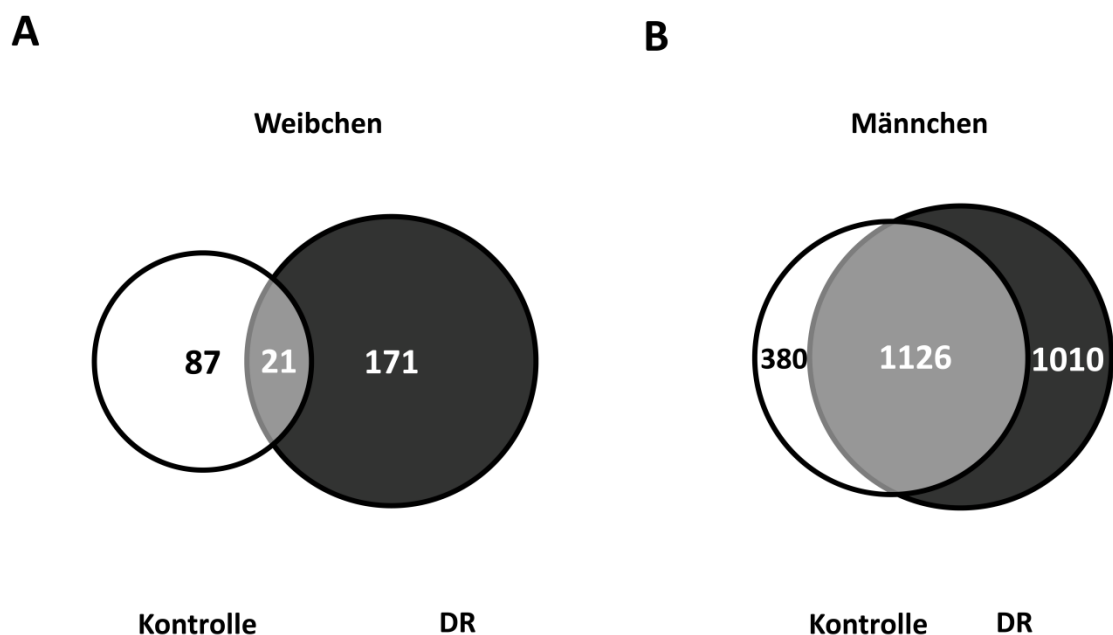 A
Weibchen
87
21
171
Kontrolle
DR
B
Männchen
380
1126
1010
Kontrolle
DR